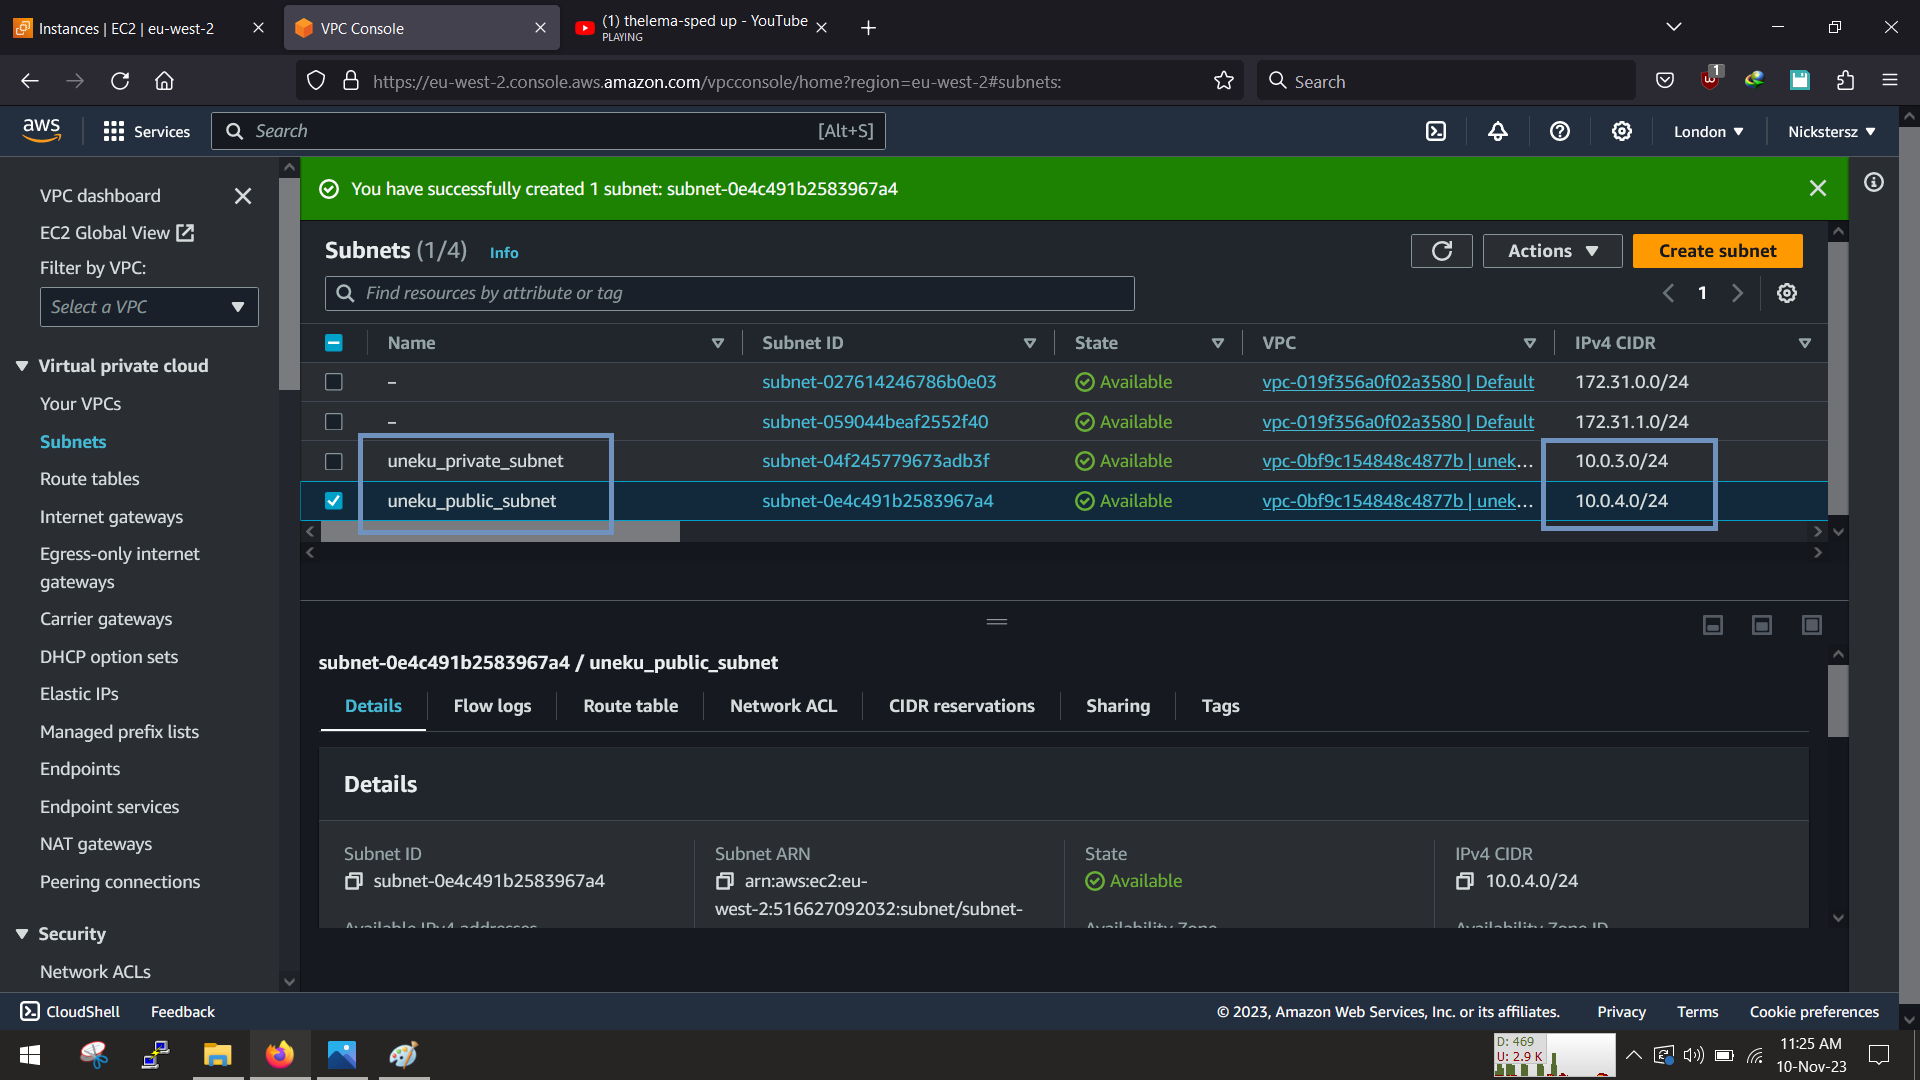 Instances | EC2 | eu-west-2
VPC Console
(1) thelema-sped up - YouTube
PLAYING
https://eu-west-2.console.aws.amazon.com/vpcconsole/home?region=eu-west-2#subnets:
Search
1
aws
Services
Search
[Alt+S]
London
Nickstersz
VPC dashboard
EC2 Global View
Filter by VPC:
Select a VPC
Virtual private cloud
Your VPCs
Subnets
Route tables
Internet gateways
Egress-only internet
gateways
Carrier gateways
DHCP option sets
Elastic IPs
Managed prefix lists
Endpoints
Endpoint services
NAT gateways
Peering connections
Security
Network ACLs
You have successfully created 1 subnet: subnet-0e4c491b2583967a4
Subnets (1/4) Info
Actions
Create subnet
Find resources by attribute or tag
1
Name Subnet ID State VPC IPv4 CIDR
– subnet-027614246786b0e03 Available vpc-019f356a0f02a3580 | Default 172.31.0.0/24
– subnet-059044beaf2552f40 Available vpc-019f356a0f02a3580 | Default 172.31.1.0/24
uneku_private_subnet subnet-04f245779673adb3f Available vpc-0bf9c154848c4877b | unek... 10.0.3.0/24
uneku_public_subnet subnet-0e4c491b2583967a4 Available vpc-0bf9c154848c4877b | unek... 10.0.4.0/24
subnet-0e4c491b2583967a4 / uneku_public_subnet
Details Flow logs Route table Network ACL CIDR reservations Sharing Tags
Details
Subnet ID
subnet-0e4c491b2583967a4
Subnet ARN
arn:aws:ec2:eu-
west-2:516627092032:subnet/subnet-
State
Available
IPv4 CIDR
10.0.4.0/24
Available IPv4 addresses
Availability Zone
Availability Zone ID
CloudShell
Feedback
© 2023, Amazon Web Services, Inc. or its affiliates.
Privacy
Terms
Cookie preferences
D: 469
U: 2.9 K
11:25 AM
10-Nov-23